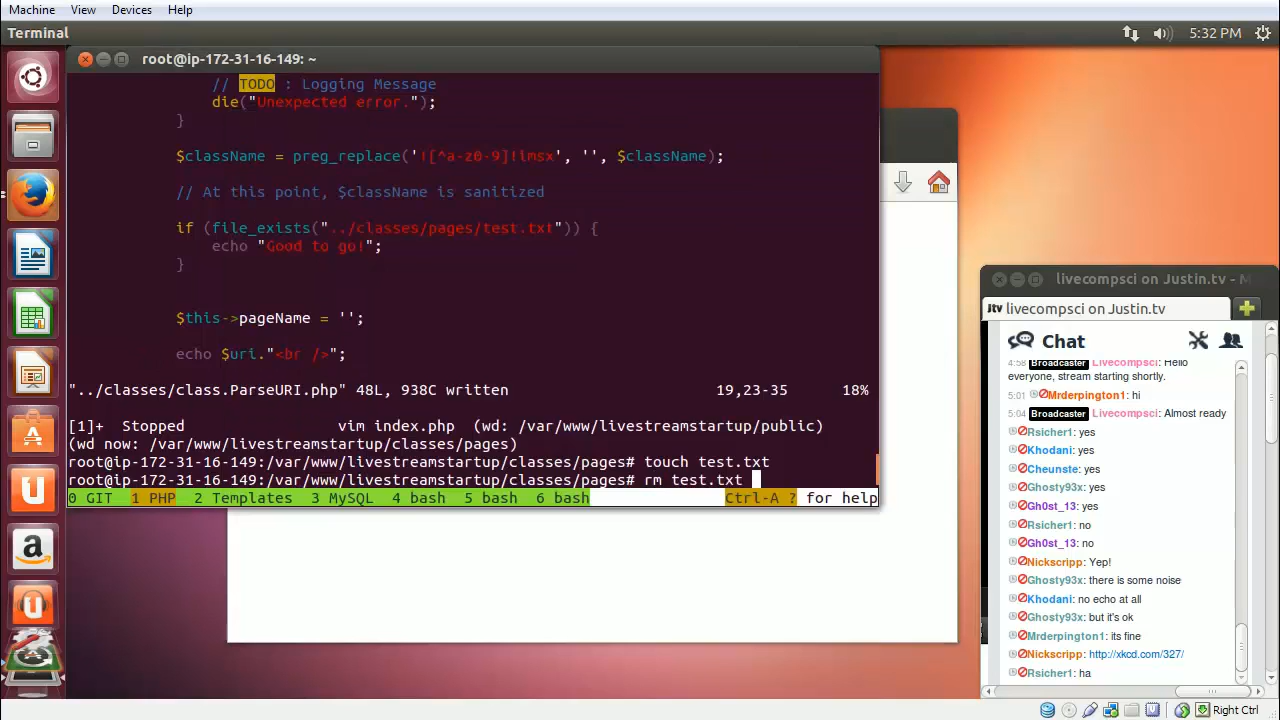 Machine View Devices Help
Terminal 5:32 PM
root@ip-172-31-16-149: ~
// TODO : Logging Message
die("Unexpected error.");
}
$className = preg_replace('![^a-z0-9]!imsx', '', $className);
// At this point, $className is sanitized
if (file_exists("../classes/pages/test.txt")) {
echo "Good to go!";
}
$this->pageName = '';
echo $uri."<br />";
"../classes/class.ParseURI.php" 48L, 938C written 19,23-35 18%
[1]+ Stopped vim index.php (wd: /var/www/livestreamstartup/public)
(wd now: /var/www/livestreamstartup/classes/pages)
root@ip-172-31-16-149:/var/www/livestreamstartup/classes/pages# touch test.txt
root@ip-172-31-16-149:/var/www/livestreamstartup/classes/pages# rm test.txt
0 GIT 1 PHP 2 Templates 3 MySQL 4 bash 5 bash 6 bash Ctrl-A ? for help
livecompsci on Justin.tv - M
Jtv livecompsci on Justin.tv
Chat
4:58 Broadcaster Livecompsci: Hello
everyone, stream starting shortly.
5:01 Mrderpington1: hi
5:04 Broadcaster Livecompsci: Almost ready
Rsicher1: yes
Khodani: yes
Cheunste: yes
Ghosty93x: yes
Gh0st_13: yes
Rsicher1: no
Gh0st_13: no
Nickscripp: Yep!
Ghosty93x: there is some noise
Khodani: no echo at all
Ghosty93x: but it's ok
Mrderpington1: its fine
Nickscripp: http://xkcd.com/327/
Rsicher1: ha
Right Ctrl